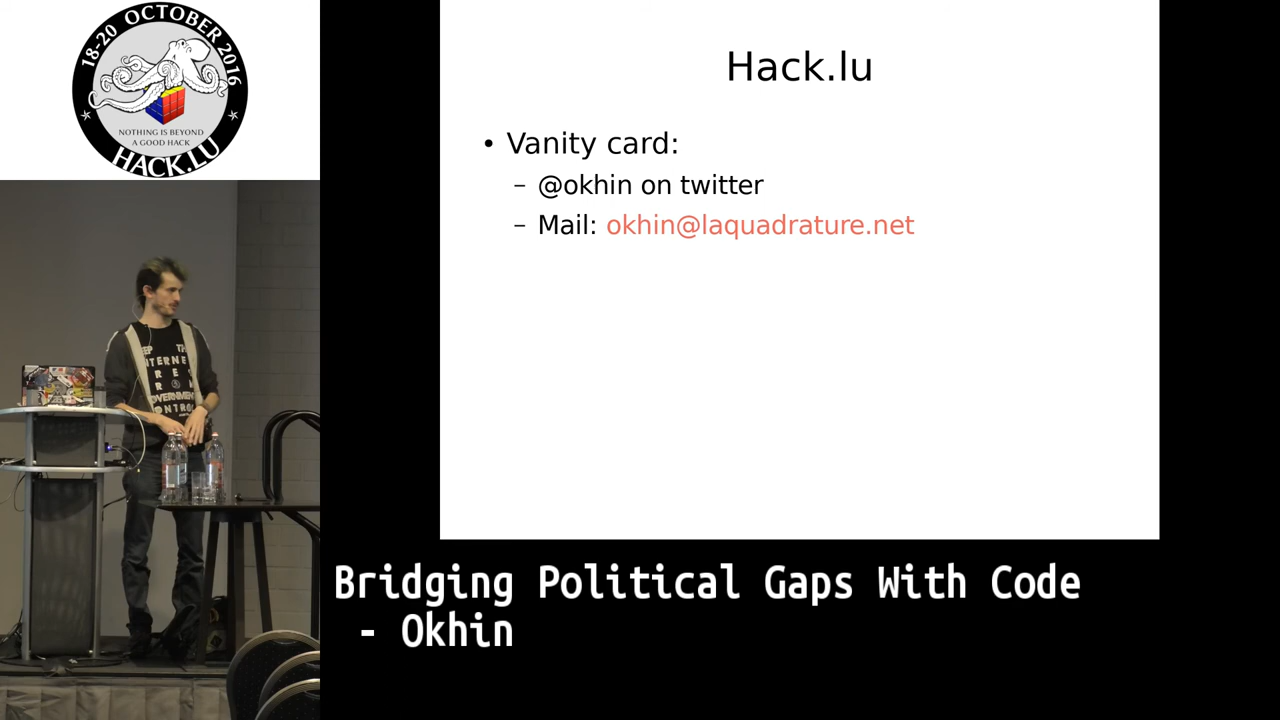 18-20 OCTOBER 2016
NOTHING IS BEYOND
A GOOD HACK
HACK.LU
Hack.lu
• Vanity card:
– @okhin on twitter
– Mail: okhin@laquadrature.net
Bridging Political Gaps With Code
- Okhin